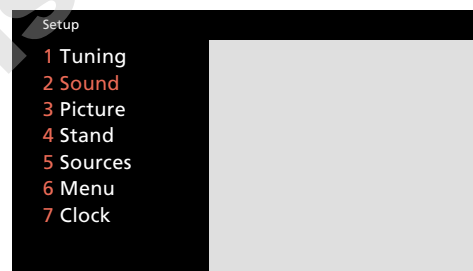 Setup
1 Tuning
2 Sound
3 Picture
4 Stand
5 Sources
6 Menu
7 Clock